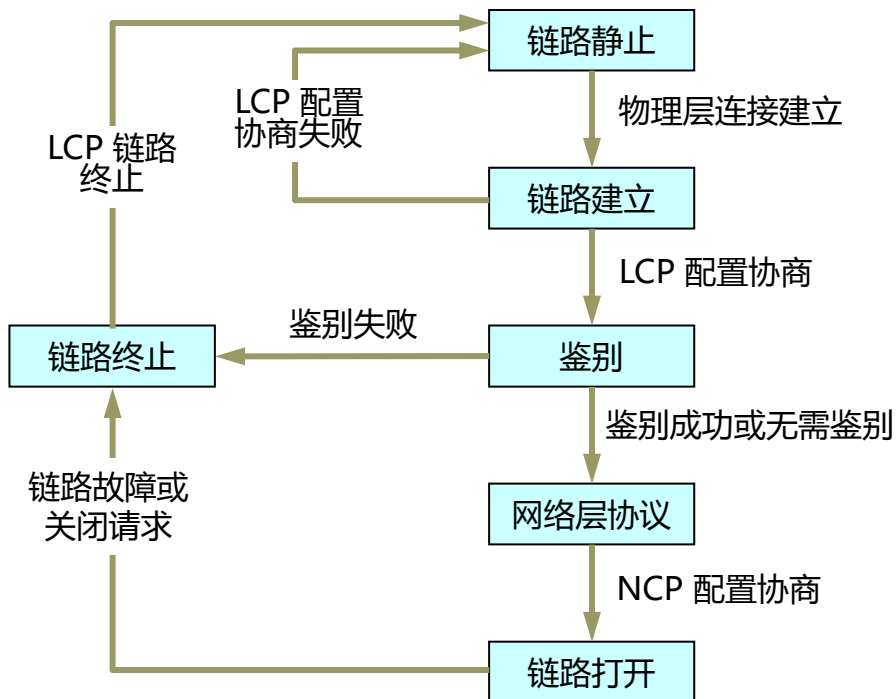 链路静止
LCP 配置
协商失败
物理层连接建立
LCP 链路
终止
链路建立
LCP 配置协商
鉴别失败
链路终止
鉴别
鉴别成功或无需鉴别
链路故障或
关闭请求
网络层协议
NCP 配置协商
链路打开